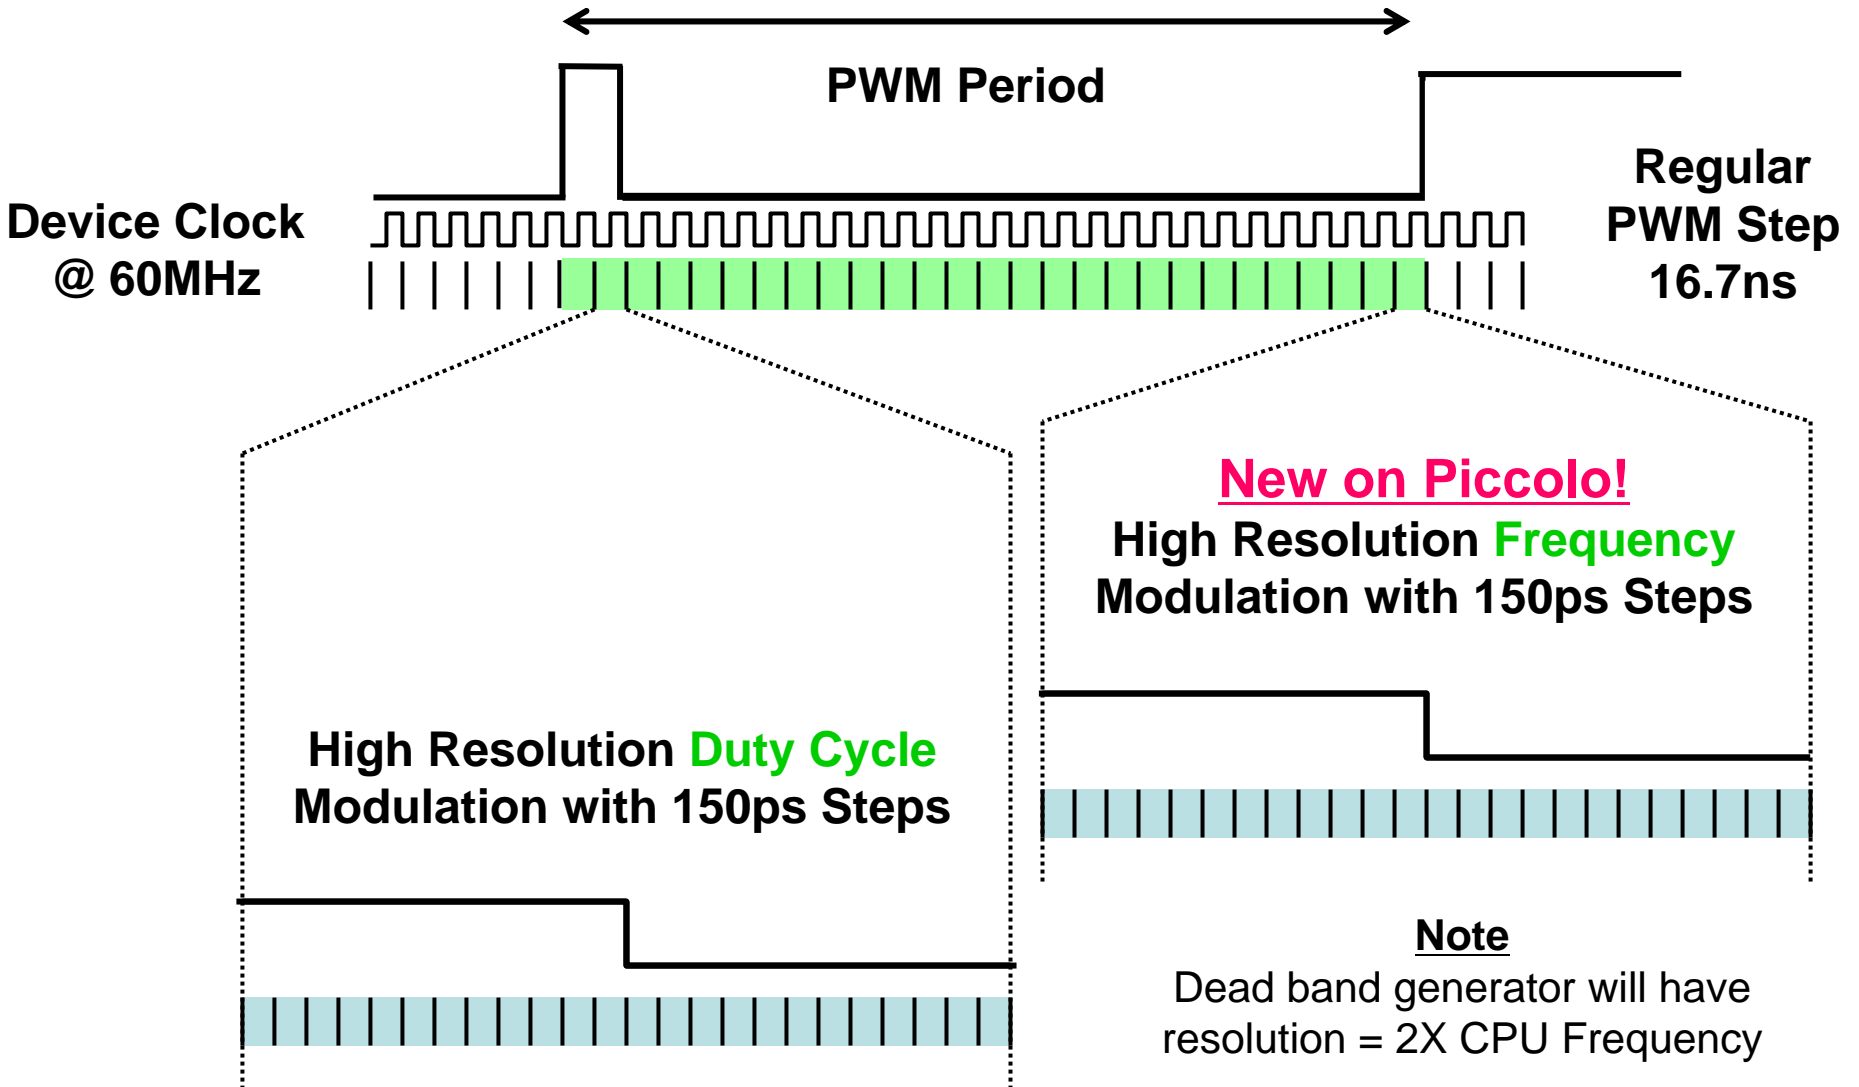 PWM Period
Device Clock
@ 60MHz
Regular
PWM Step
16.7ns
New on Piccolo!
High Resolution Frequency
Modulation with 150ps Steps
High Resolution Duty Cycle
Modulation with 150ps Steps
Note
Dead band generator will have
resolution = 2X CPU Frequency